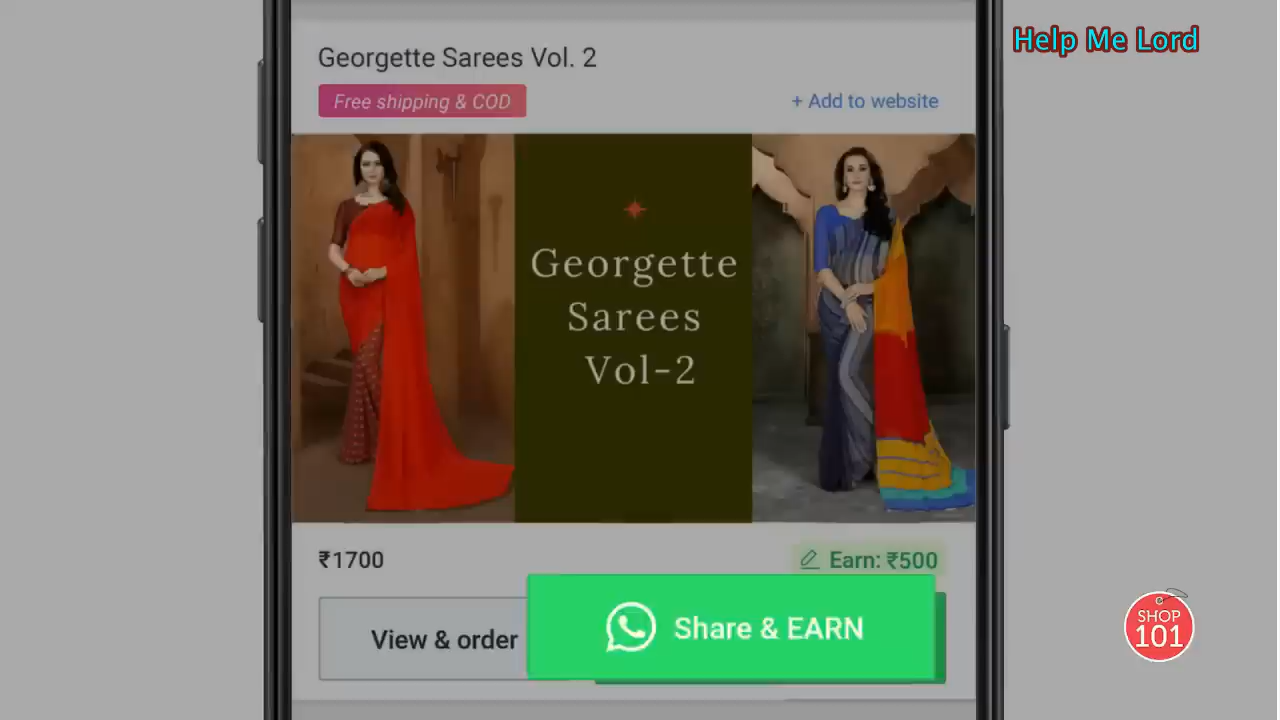 Help Me Lord
Georgette Sarees Vol. 2
Free shipping & COD
+ Add to website
Georgette
Sarees
Vol-2
₹1700
Earn: ₹500
View & order
Share & EARN
SHOP
101